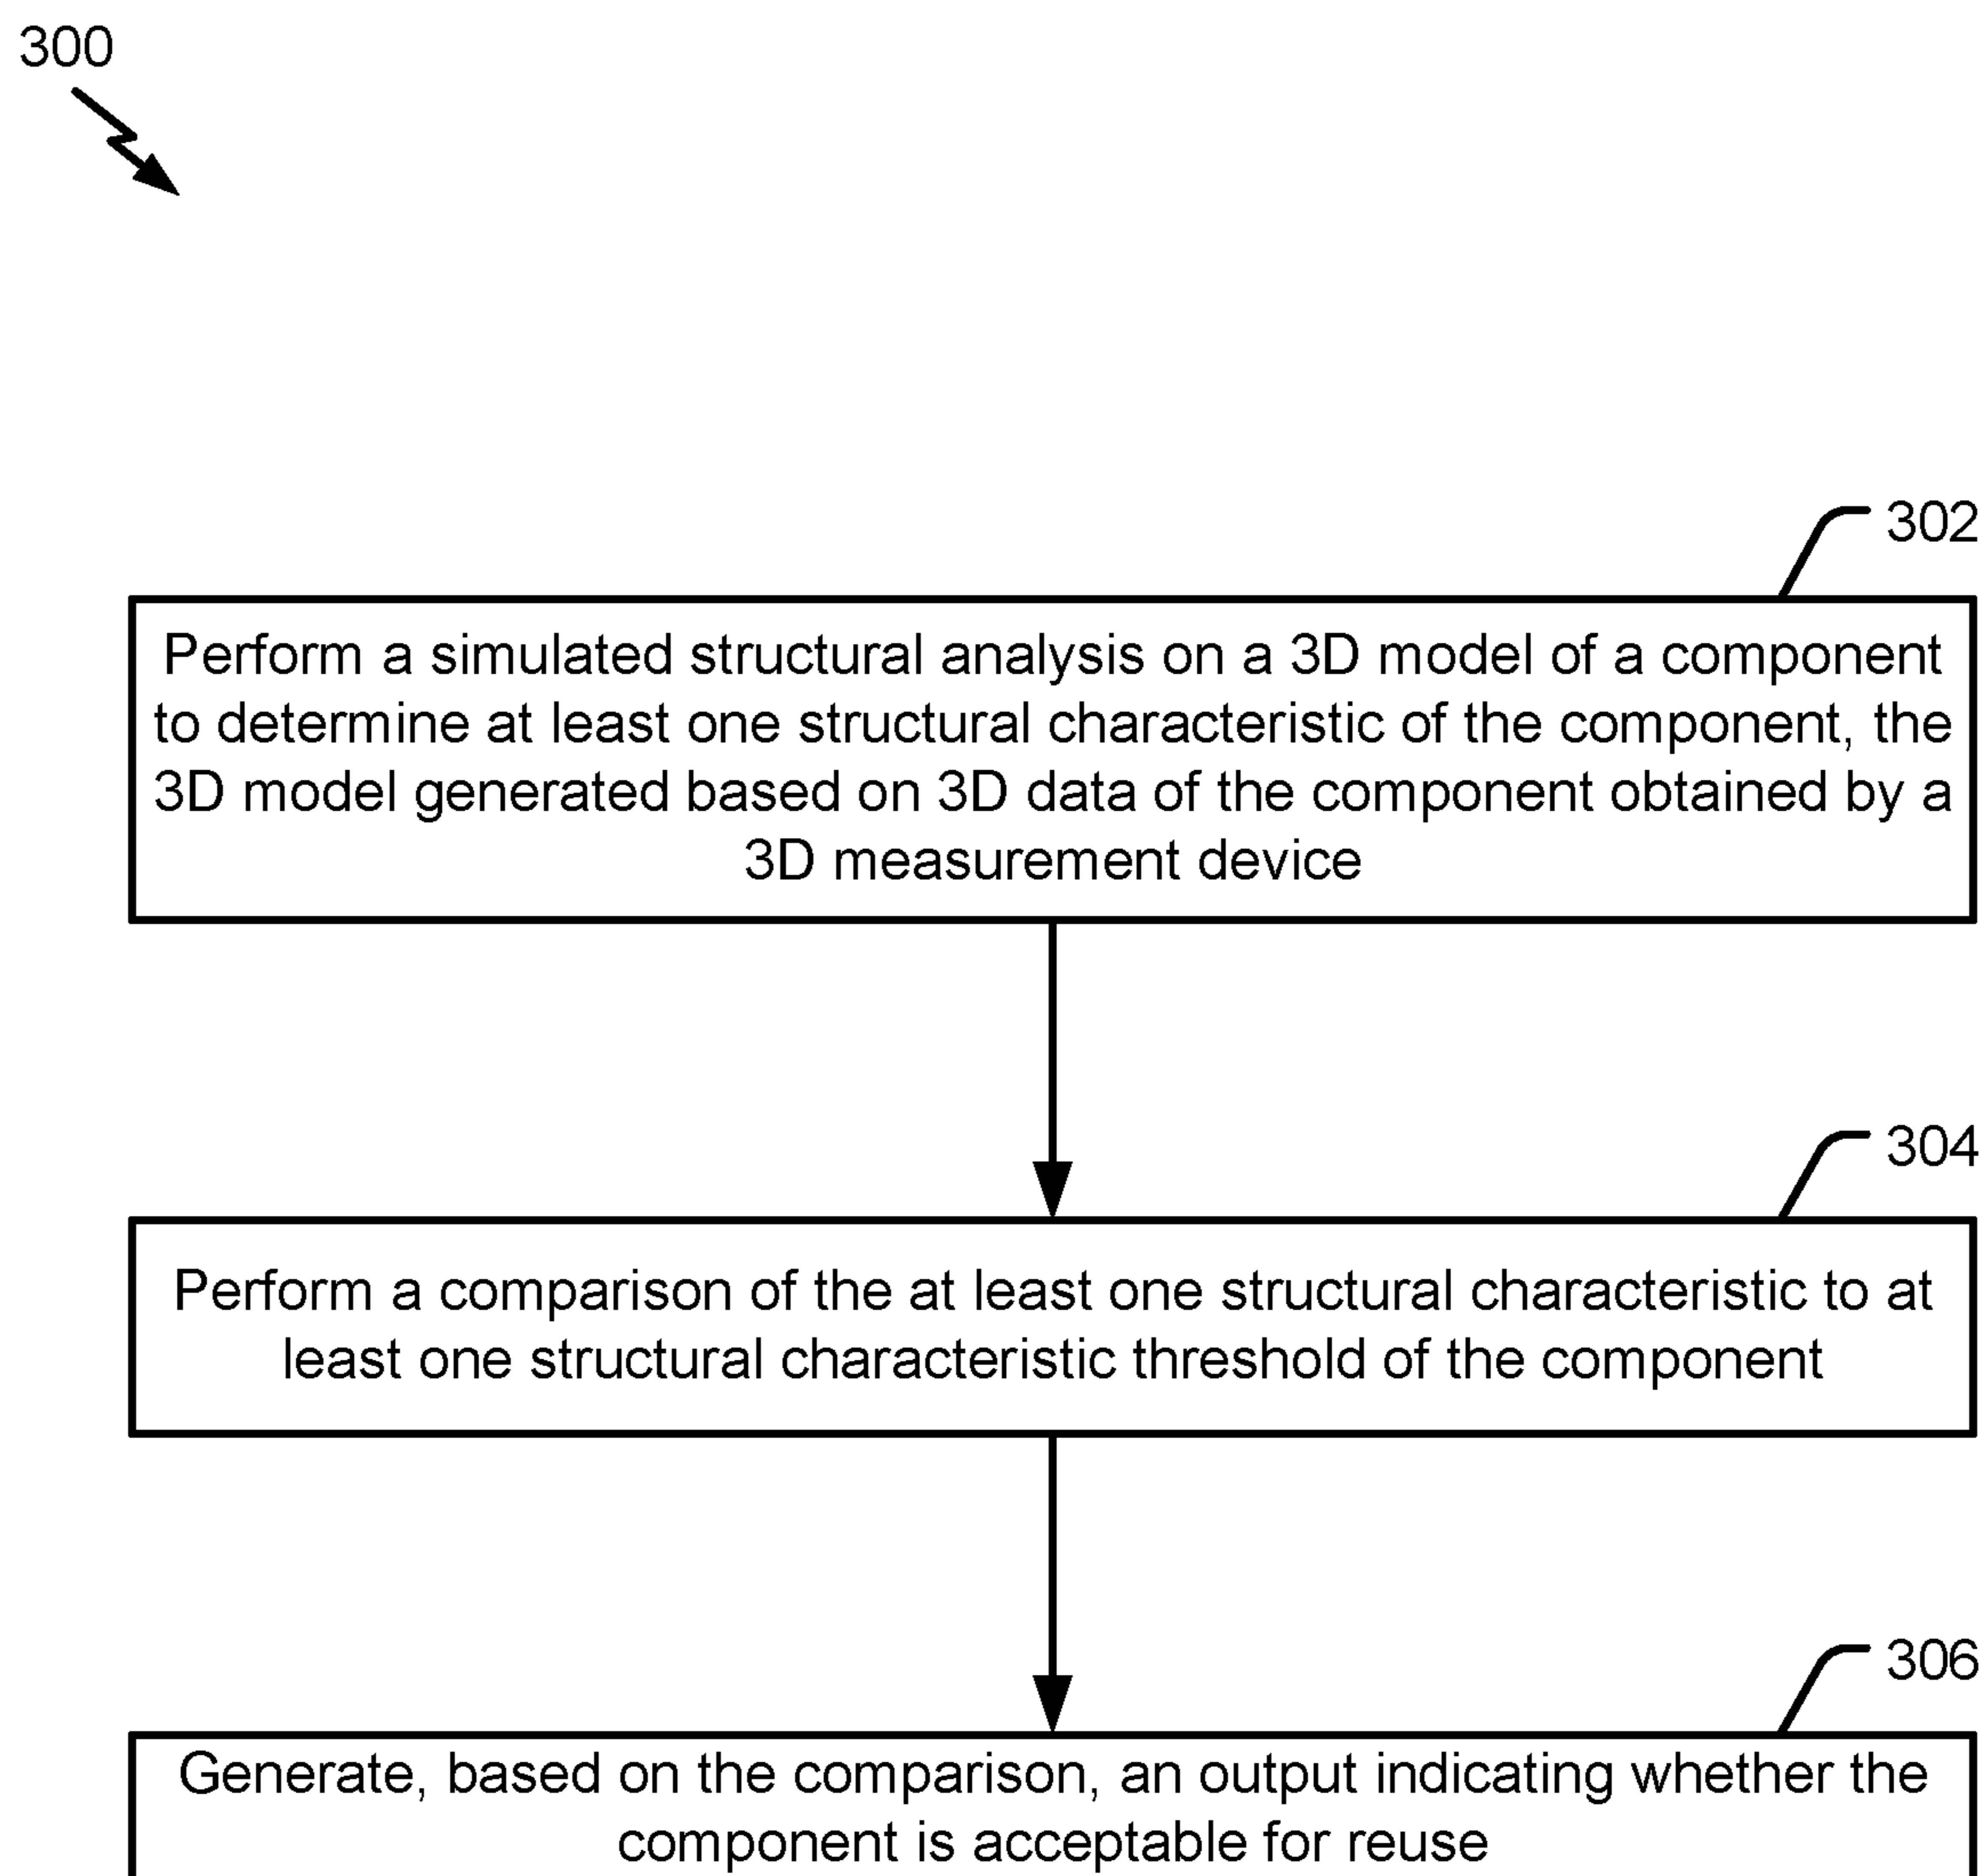 300
302
Perform a simulated structural analysis on a 3D model of a component
to determine at least one structural characteristic of the component, the
3D model generated based on 3D data of the component obtained by a
3D measurement device
304
Perform a comparison of the at least one structural characteristic to at
least one structural characteristic threshold of the component
306
Generate, based on the comparison, an output indicating whether the
component is acceptable for reuse